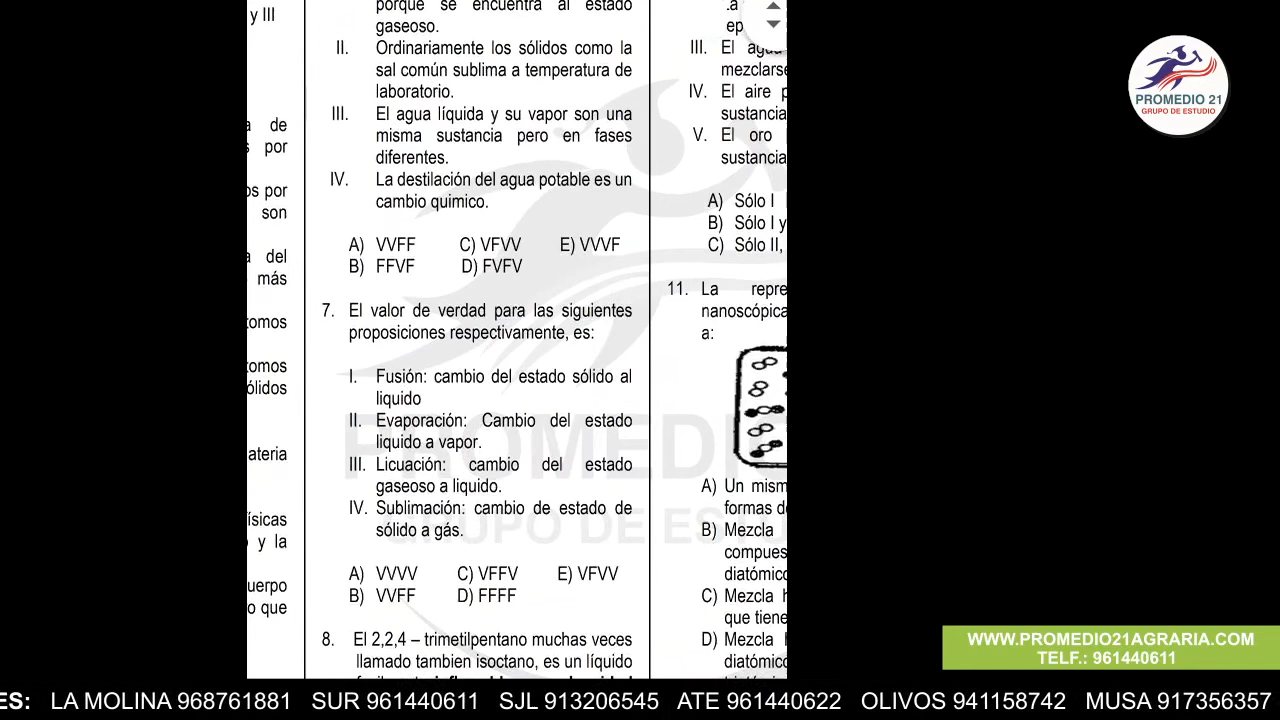 y III
de
por
os por
son
del
más
tomos
tomos
ólidos
ateria
ísicas
y la
uerpo
o que
porque se encuentra al estado
gaseoso.
II. Ordinariamente los sólidos como la
sal común sublima a temperatura de
laboratorio.
III. El agua líquida y su vapor son una
misma sustancia pero en fases
diferentes.
IV. La destilación del agua potable es un
cambio quimico.
A) VVFF C) VFVV E) VVVF
B) FFVF D) FVFV
7. El valor de verdad para las siguientes
proposiciones respectivamente, es:
I. Fusión: cambio del estado sólido al
liquido
II. Evaporación: Cambio del estado
liquido a vapor.
III. Licuación: cambio del estado
gaseoso a liquido.
IV. Sublimación: cambio de estado de
sólido a gás.
A) VVVV C) VFFV E) VFVV
B) VVFF D) FFFF
8. El 2,2,4 – trimetilpentano muchas veces
llamado tambien isoctano, es un líquido
ep
III. El agua
mezclarse
IV. El aire p
sustancia
V. El oro
sustancia
A) Sólo I
B) Sólo I y
C) Sólo II,
11. La repre
nanoscópica
a:
A) Un mism
formas d
B) Mezcla
compues
diatómic
C) Mezcla h
que tiene
D) Mezcla
diatómic
PROMEDIO
GRUPO DE ESTU
PROMEDIO 21
GRUPO DE ESTUDIO
WWW.PROMEDIO21AGRARIA.COM
TELF.: 961440611
ES: LA MOLINA 968761881 SUR 961440611 SJL 913206545 ATE 961440622 OLIVOS 941158742 MUSA 917356357